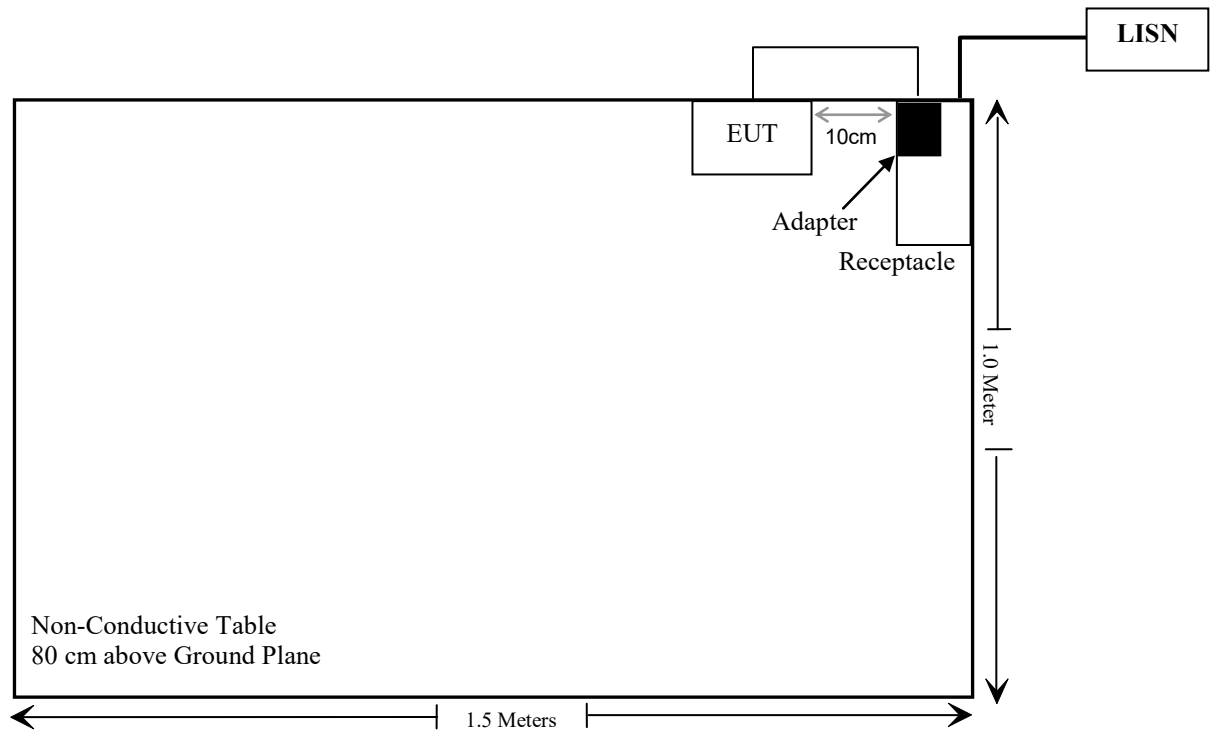 LISN
EUT
10cm
Adapter
Receptacle
1.0 Meter
Non-Conductive Table
80 cm above Ground Plane
1.5 Meters